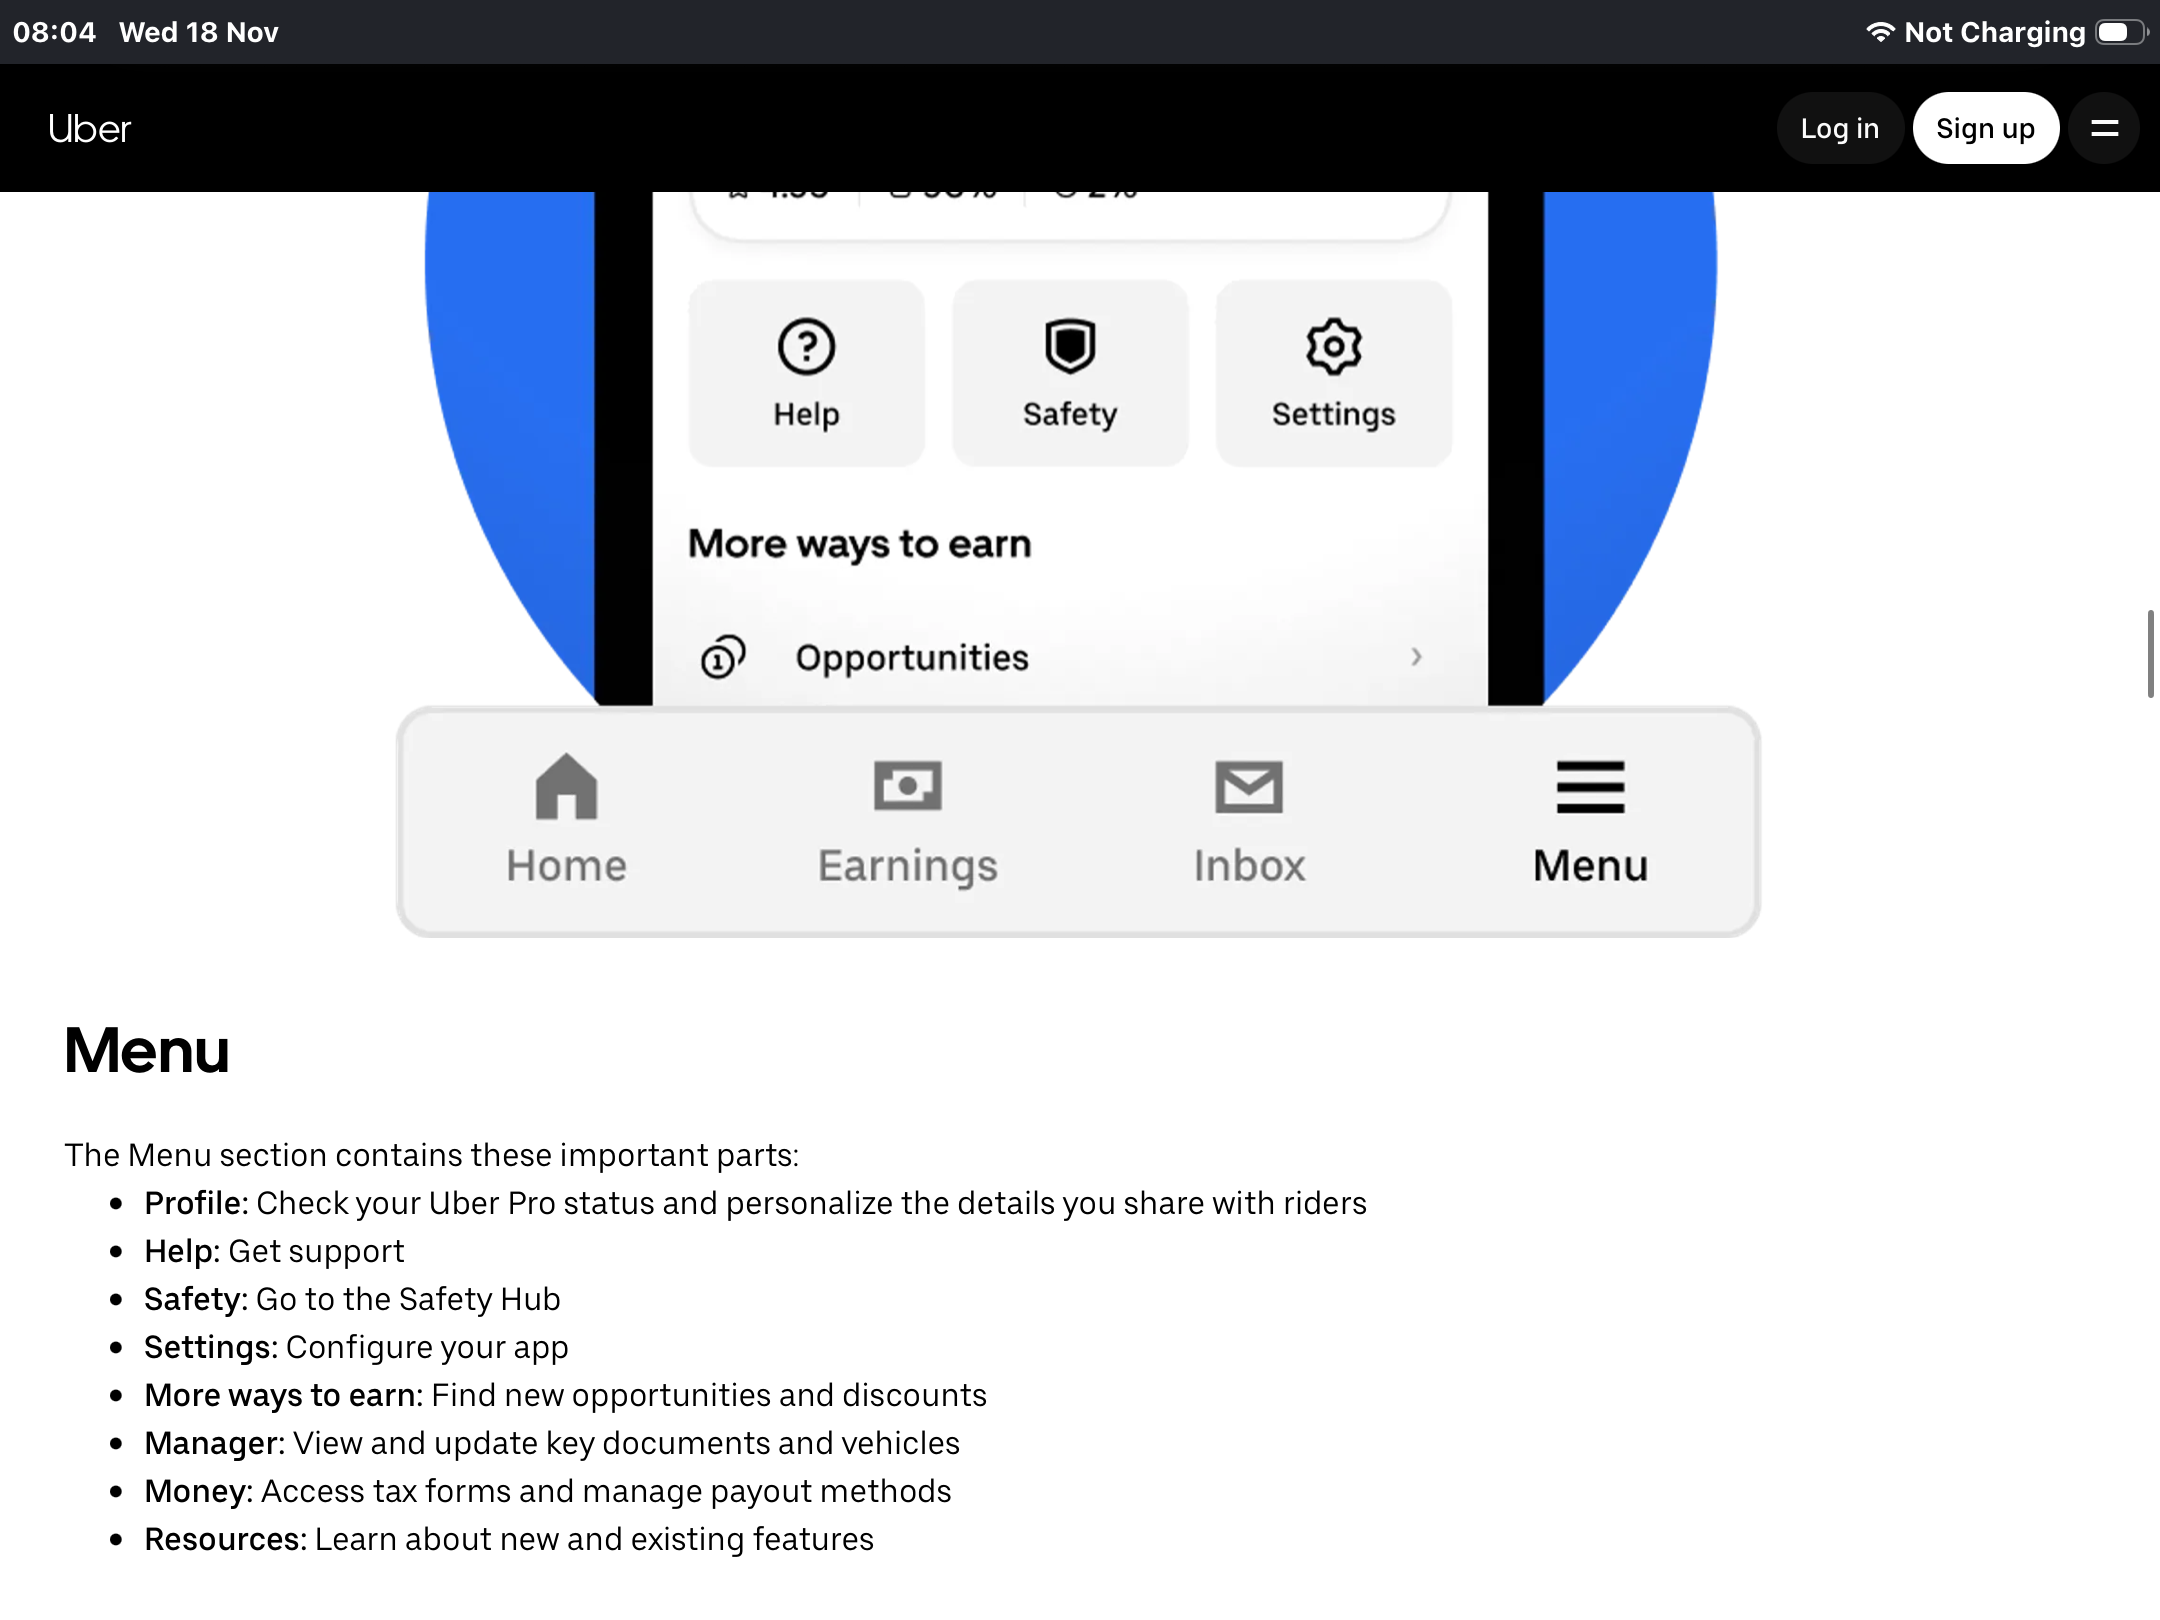 08:04 Wed 18 Nov
Not Charging
Uber
Log in
Sign up
Help
Safety
Settings
More ways to earn
Opportunities
Home
Earnings
Inbox
Menu
Menu
The Menu section contains these important parts:
• Profile: Check your Uber Pro status and personalize the details you share with riders
• Help: Get support
• Safety: Go to the Safety Hub
• Settings: Configure your app
• More ways to earn: Find new opportunities and discounts
• Manager: View and update key documents and vehicles
• Money: Access tax forms and manage payout methods
• Resources: Learn about new and existing features